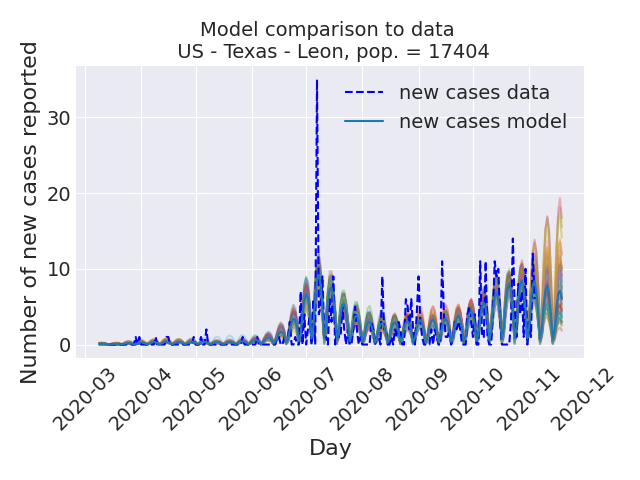 Model comparison to data
US - Texas - Leon, pop. = 17404
Number of new cases reported
30
20
10
0
new cases data
new cases model
2020-03
2020-04
2020-05
2020-06
2020-07
2020-08
2020-09
2020-10
2020-11
2020-12
Day